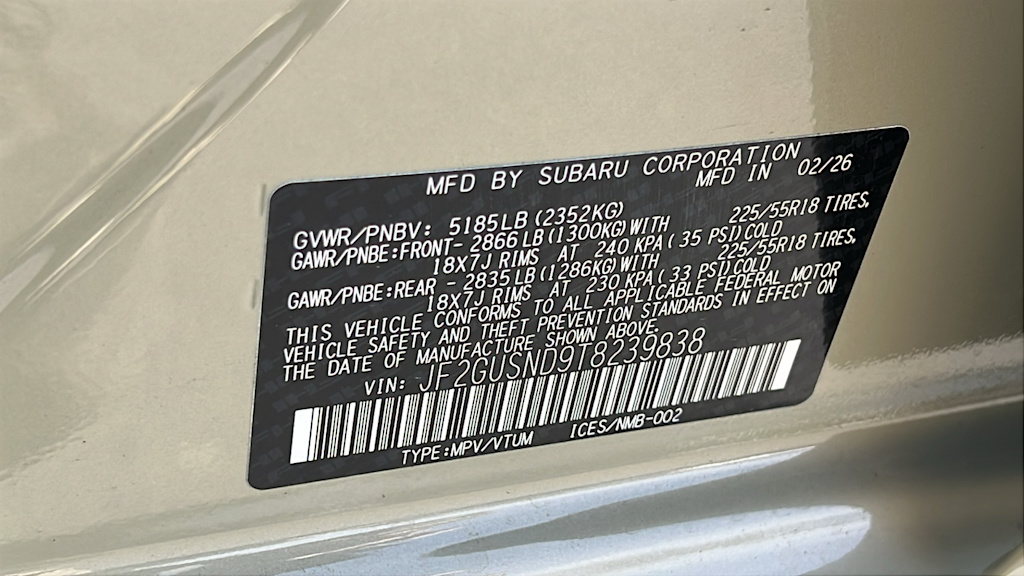 MFD BY SUBARU CORPORATION
MFD IN 02/26
GVWR/PNBV: 5185LB (2352KG)
GAWR/PNBE:FRONT- 2866 LB (1300KG) WITH 225/55R18 TIRES,
18X7J RIMS AT 240 KPA ( 35 PSI) COLD
GAWR/PNBE:REAR - 2835 LB (1286KG) WITH 225/55R18 TIRES,
18X7J RIMS AT 230 KPA ( 33 PSI) COLD
THIS VEHICLE CONFORMS TO ALL APPLICABLE FEDERAL MOTOR
VEHICLE SAFETY AND THEFT PREVENTION STANDARDS IN EFFECT ON
THE DATE OF MANUFACTURE SHOWN ABOVE.
VIN: JF2GUSND9T8239838
TYPE:MPV/VTUM ICES/NMB-002